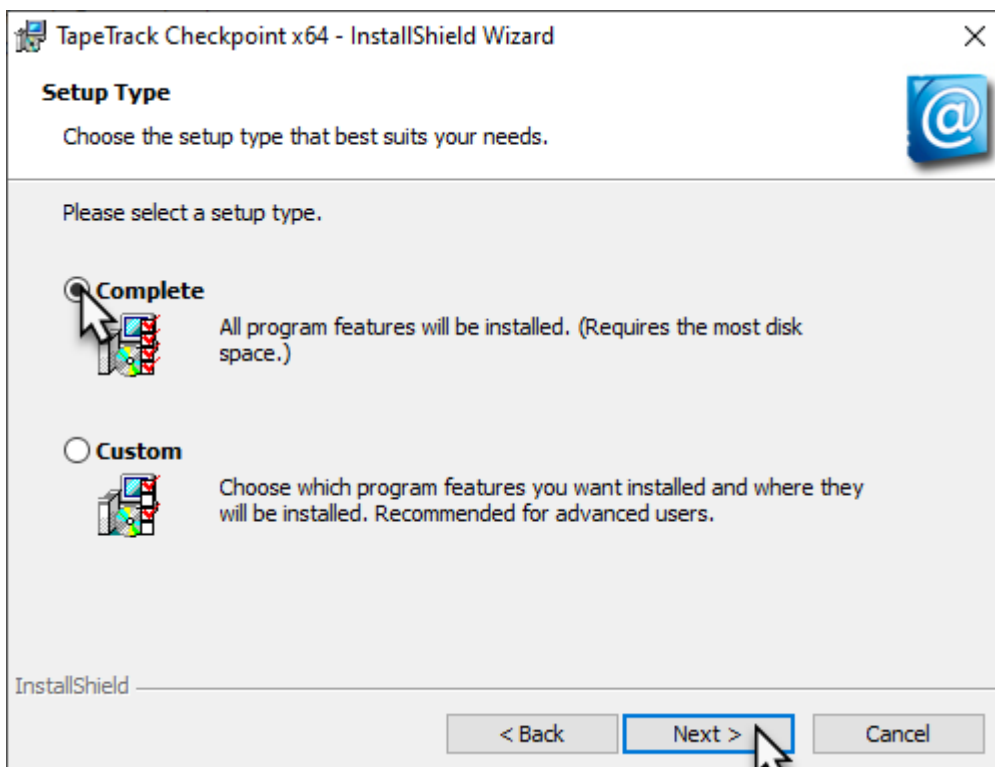 TapeTrack Checkpoint x64 - InstallShield Wizard
Setup Type
Choose the setup type that best suits your needs.
Please select a setup type.
Complete
All program features will be installed. (Requires the most disk
space.)
Custom
Choose which program features you want installed and where they
will be installed. Recommended for advanced users.
InstallShield
< Back
Next >
Cancel